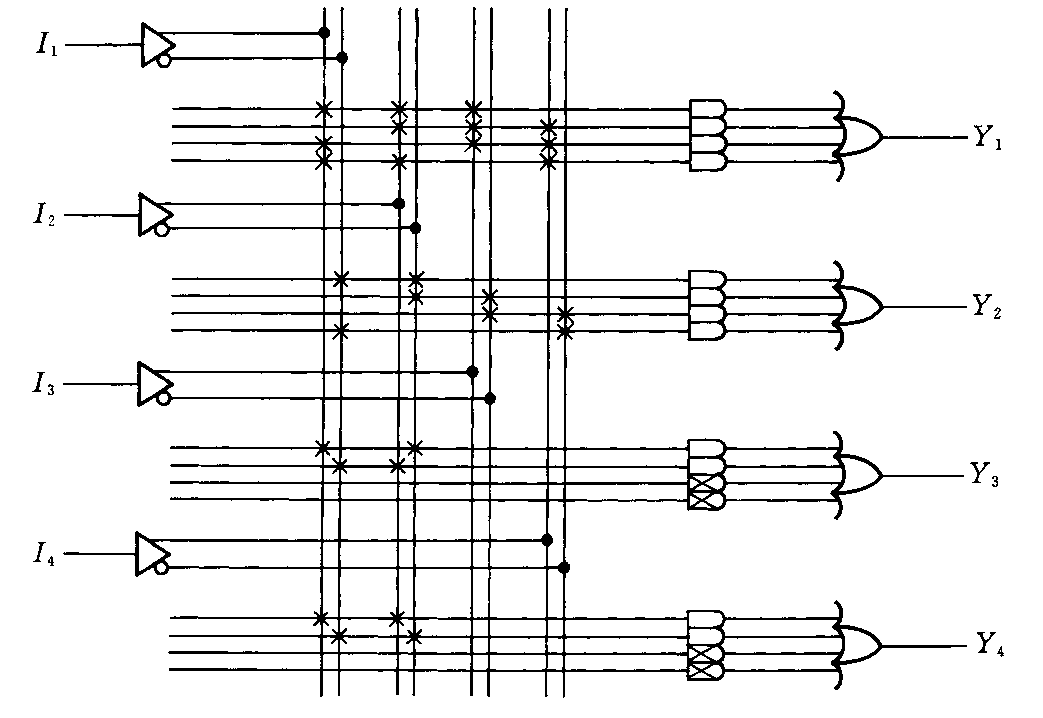 I₁
Y₁
I₂
Y₂
I₃
Y₃
I₄
Y₄